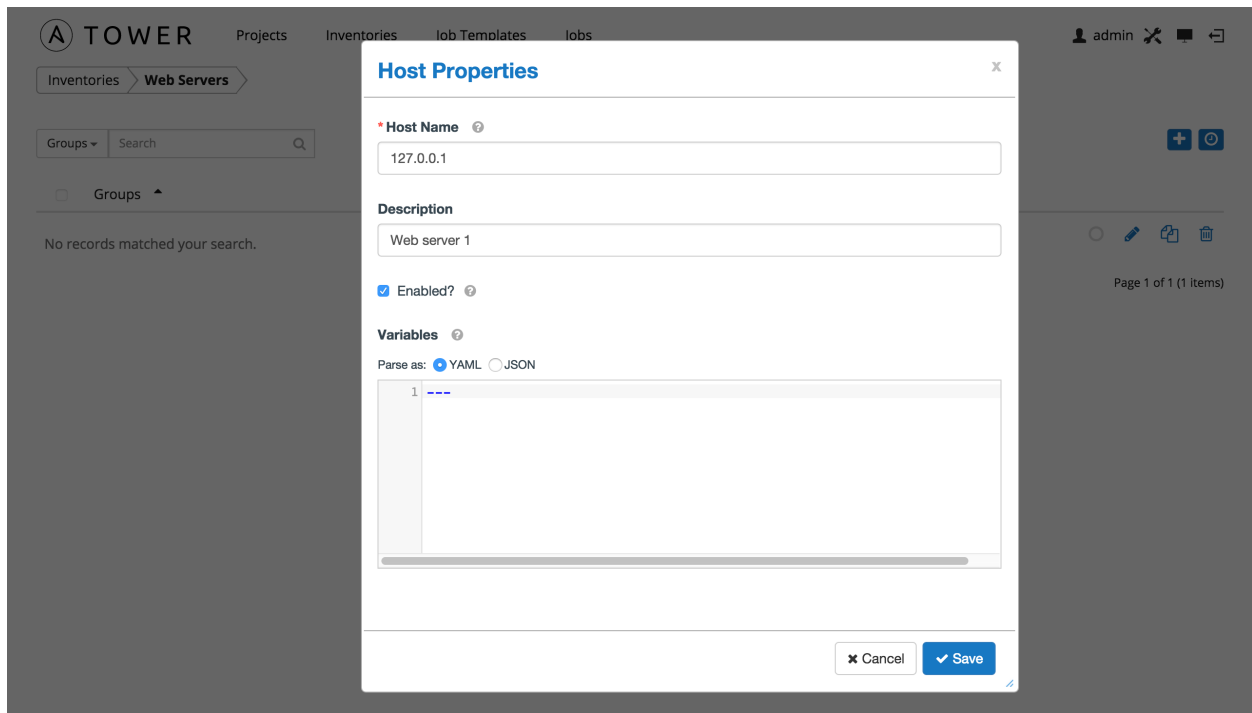 TOWER Projects Inventories Job Templates Jobs admin
Inventories Web Servers
Groups Search
Groups
No records matched your search.
Page 1 of 1 (1 items)
Host Properties x
* Host Name ?
127.0.0.1
Description
Web server 1
Enabled? ?
Variables ?
Parse as: YAML JSON
1 ---
Cancel Save